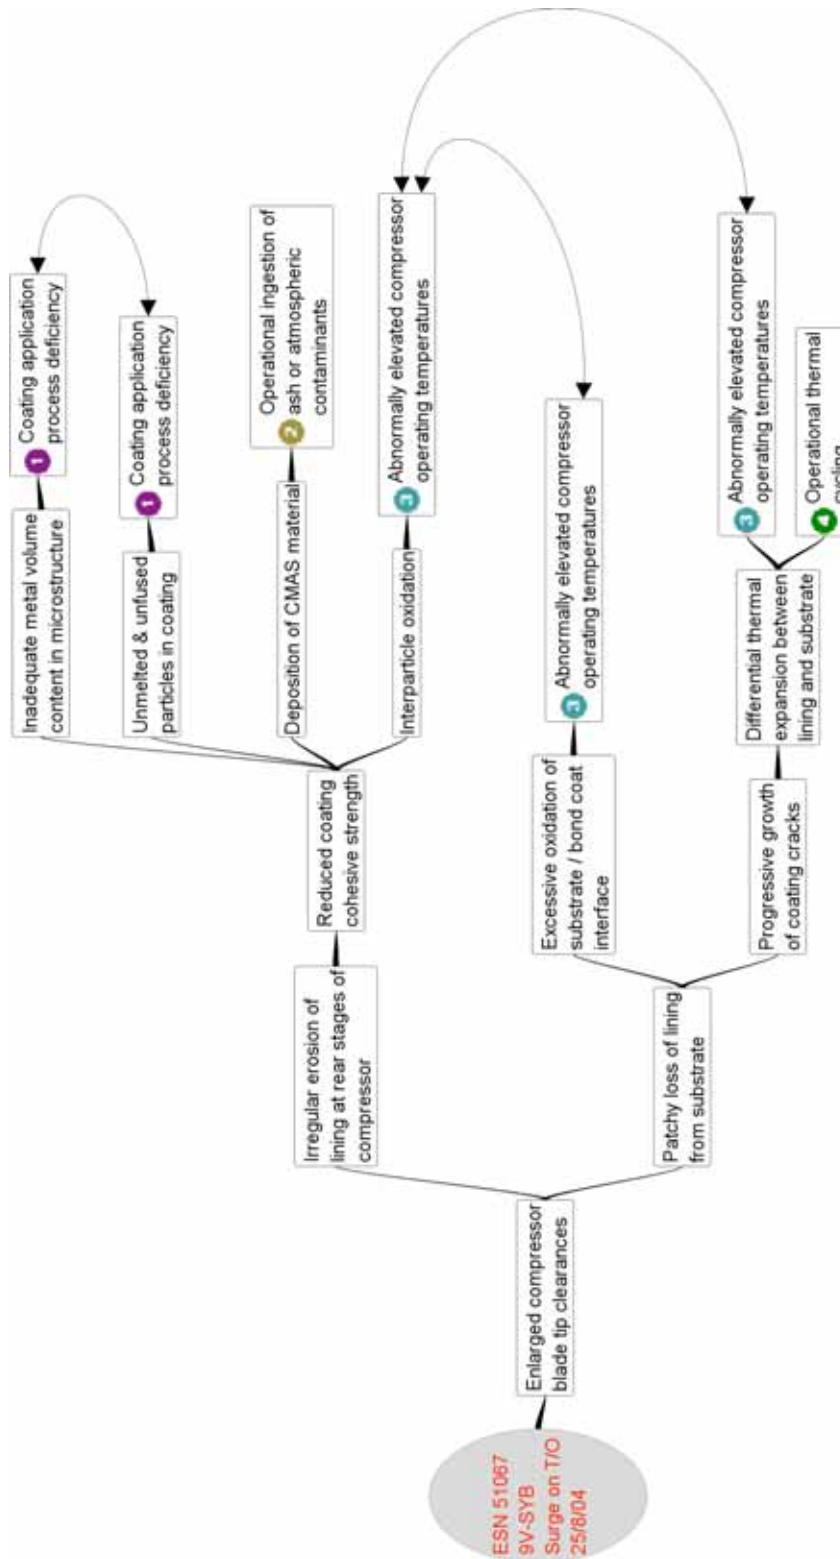 ESN 51067
9V-SYB
Surge on T/O
25/8/04
Enlarged compressor
blade tip clearances
Irregular erosion of
lining at rear stages of
compressor
Reduced coating
cohesive strength
Inadequate metal volume
content in microstructure
1 Coating application
process deficiency
Unmelted & unfused
particles in coating
1 Coating application
process deficiency
Deposition of CMAS material
Operational ingestion of
2 ash or atmospheric
contaminants
Interparticle oxidation
3 Abnormally elevated compressor
operating temperatures
Patchy loss of lining
from substrate
Excessive oxidation of
substrate / bond coat
interface
3 Abnormally elevated compressor
operating temperatures
Progressive growth
of coating cracks
Differential thermal
expansion between
lining and substrate
3 Abnormally elevated compressor
operating temperatures
4 Operational thermal
cycling